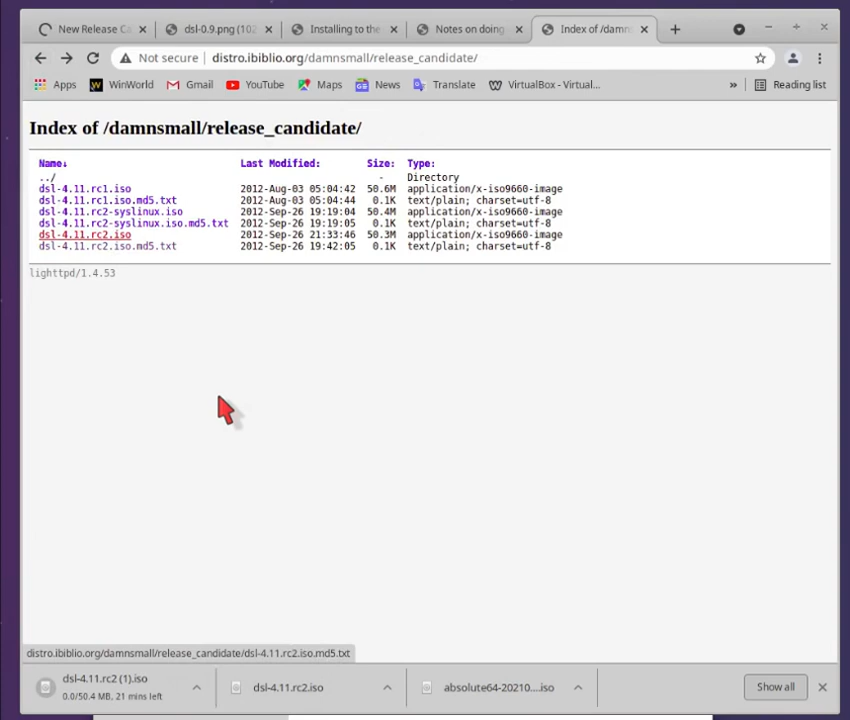 New Release Ca
dsl-0.9.png (102
Installing to the
Notes on doing
Index of /damn
Not secure | distro.ibiblio.org/damnsmall/release_candidate/
Apps WinWorld Gmail YouTube Maps News Translate VirtualBox - Virtual... » Reading list
Index of /damnsmall/release_candidate/
Name↓ Last Modified: Size: Type:
../ - Directory
dsl-4.11.rc1.iso 2012-Aug-03 05:04:42 50.6M application/x-iso9660-image
dsl-4.11.rc1.iso.md5.txt 2012-Aug-03 05:04:44 0.1K text/plain; charset=utf-8
dsl-4.11.rc2-syslinux.iso 2012-Sep-26 19:19:04 50.4M application/x-iso9660-image
dsl-4.11.rc2-syslinux.iso.md5.txt 2012-Sep-26 19:19:05 0.1K text/plain; charset=utf-8
dsl-4.11.rc2.iso 2012-Sep-26 21:33:46 50.3M application/x-iso9660-image
dsl-4.11.rc2.iso.md5.txt 2012-Sep-26 19:42:05 0.1K text/plain; charset=utf-8
lighttpd/1.4.53
distro.ibiblio.org/damnsmall/release_candidate/dsl-4.11.rc2.iso.md5.txt
dsl-4.11.rc2 (1).iso
0.0/50.4 MB, 21 mins left
dsl-4.11.rc2.iso
absolute64-20210....iso
Show all